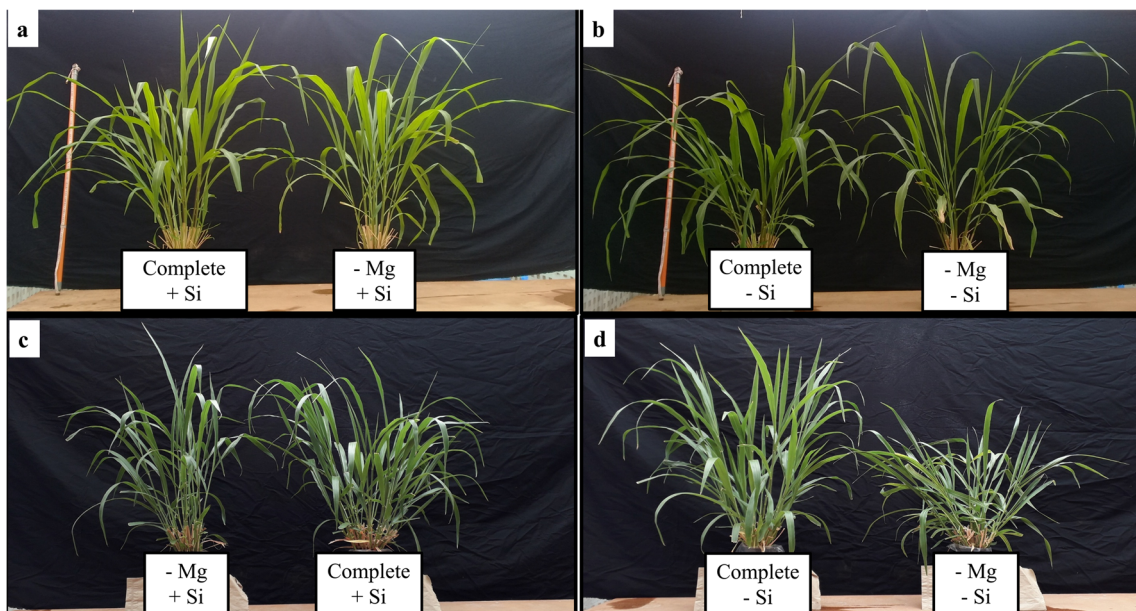 a
Complete
+ Si
- Mg
+ Si
b
Complete
- Si
- Mg
- Si
c
- Mg
+ Si
Complete
+ Si
d
Complete
- Si
- Mg
- Si